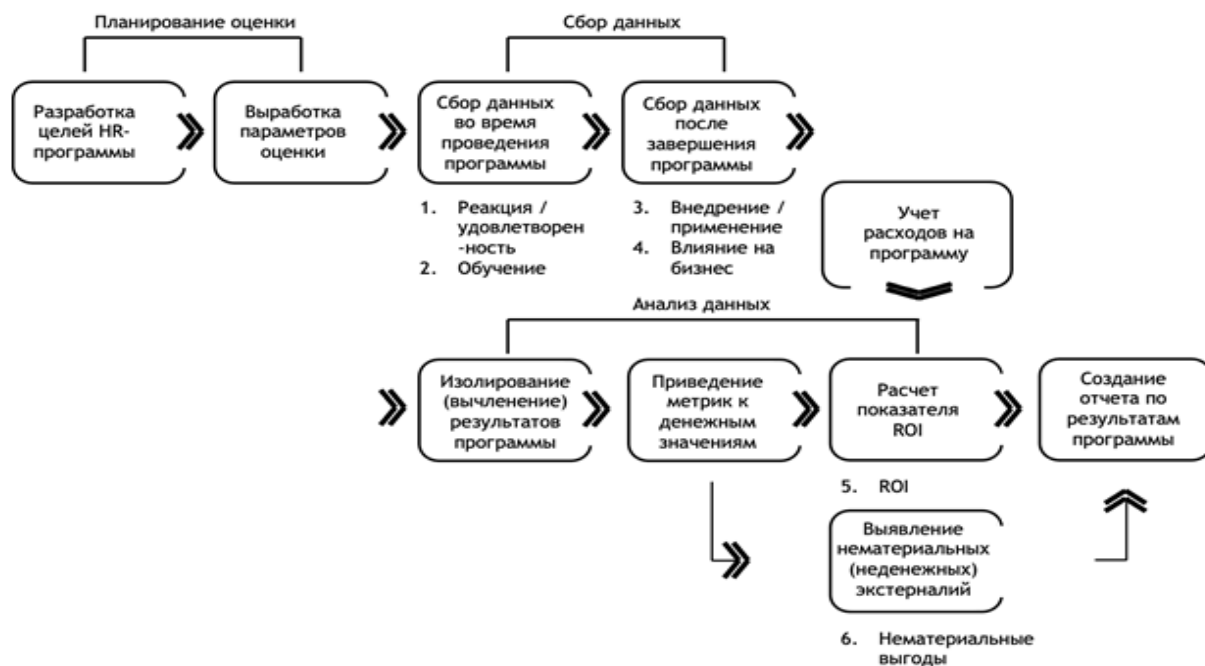 Планирование оценки
Сбор данных
Разработка
целей HR-
программы
Выработка
параметров
оценки
Сбор данных
во время
проведения
программы
Сбор данных
после
завершения
программы
1. Реакция /
удовлетворен
-ность
2. Обучение
3. Внедрение /
применение
4. Влияние на
бизнес
Учет
расходов на
программу
Анализ данных
Изолирование
(вычленение)
результатов
программы
Приведение
метрик к
денежным
значениям
Расчет
показателя
ROI
Создание
отчета по
результатам
программы
5. ROI
Выявление
нематериальных
(неденежных)
экстерналий
6. Нематериальные
выгоды